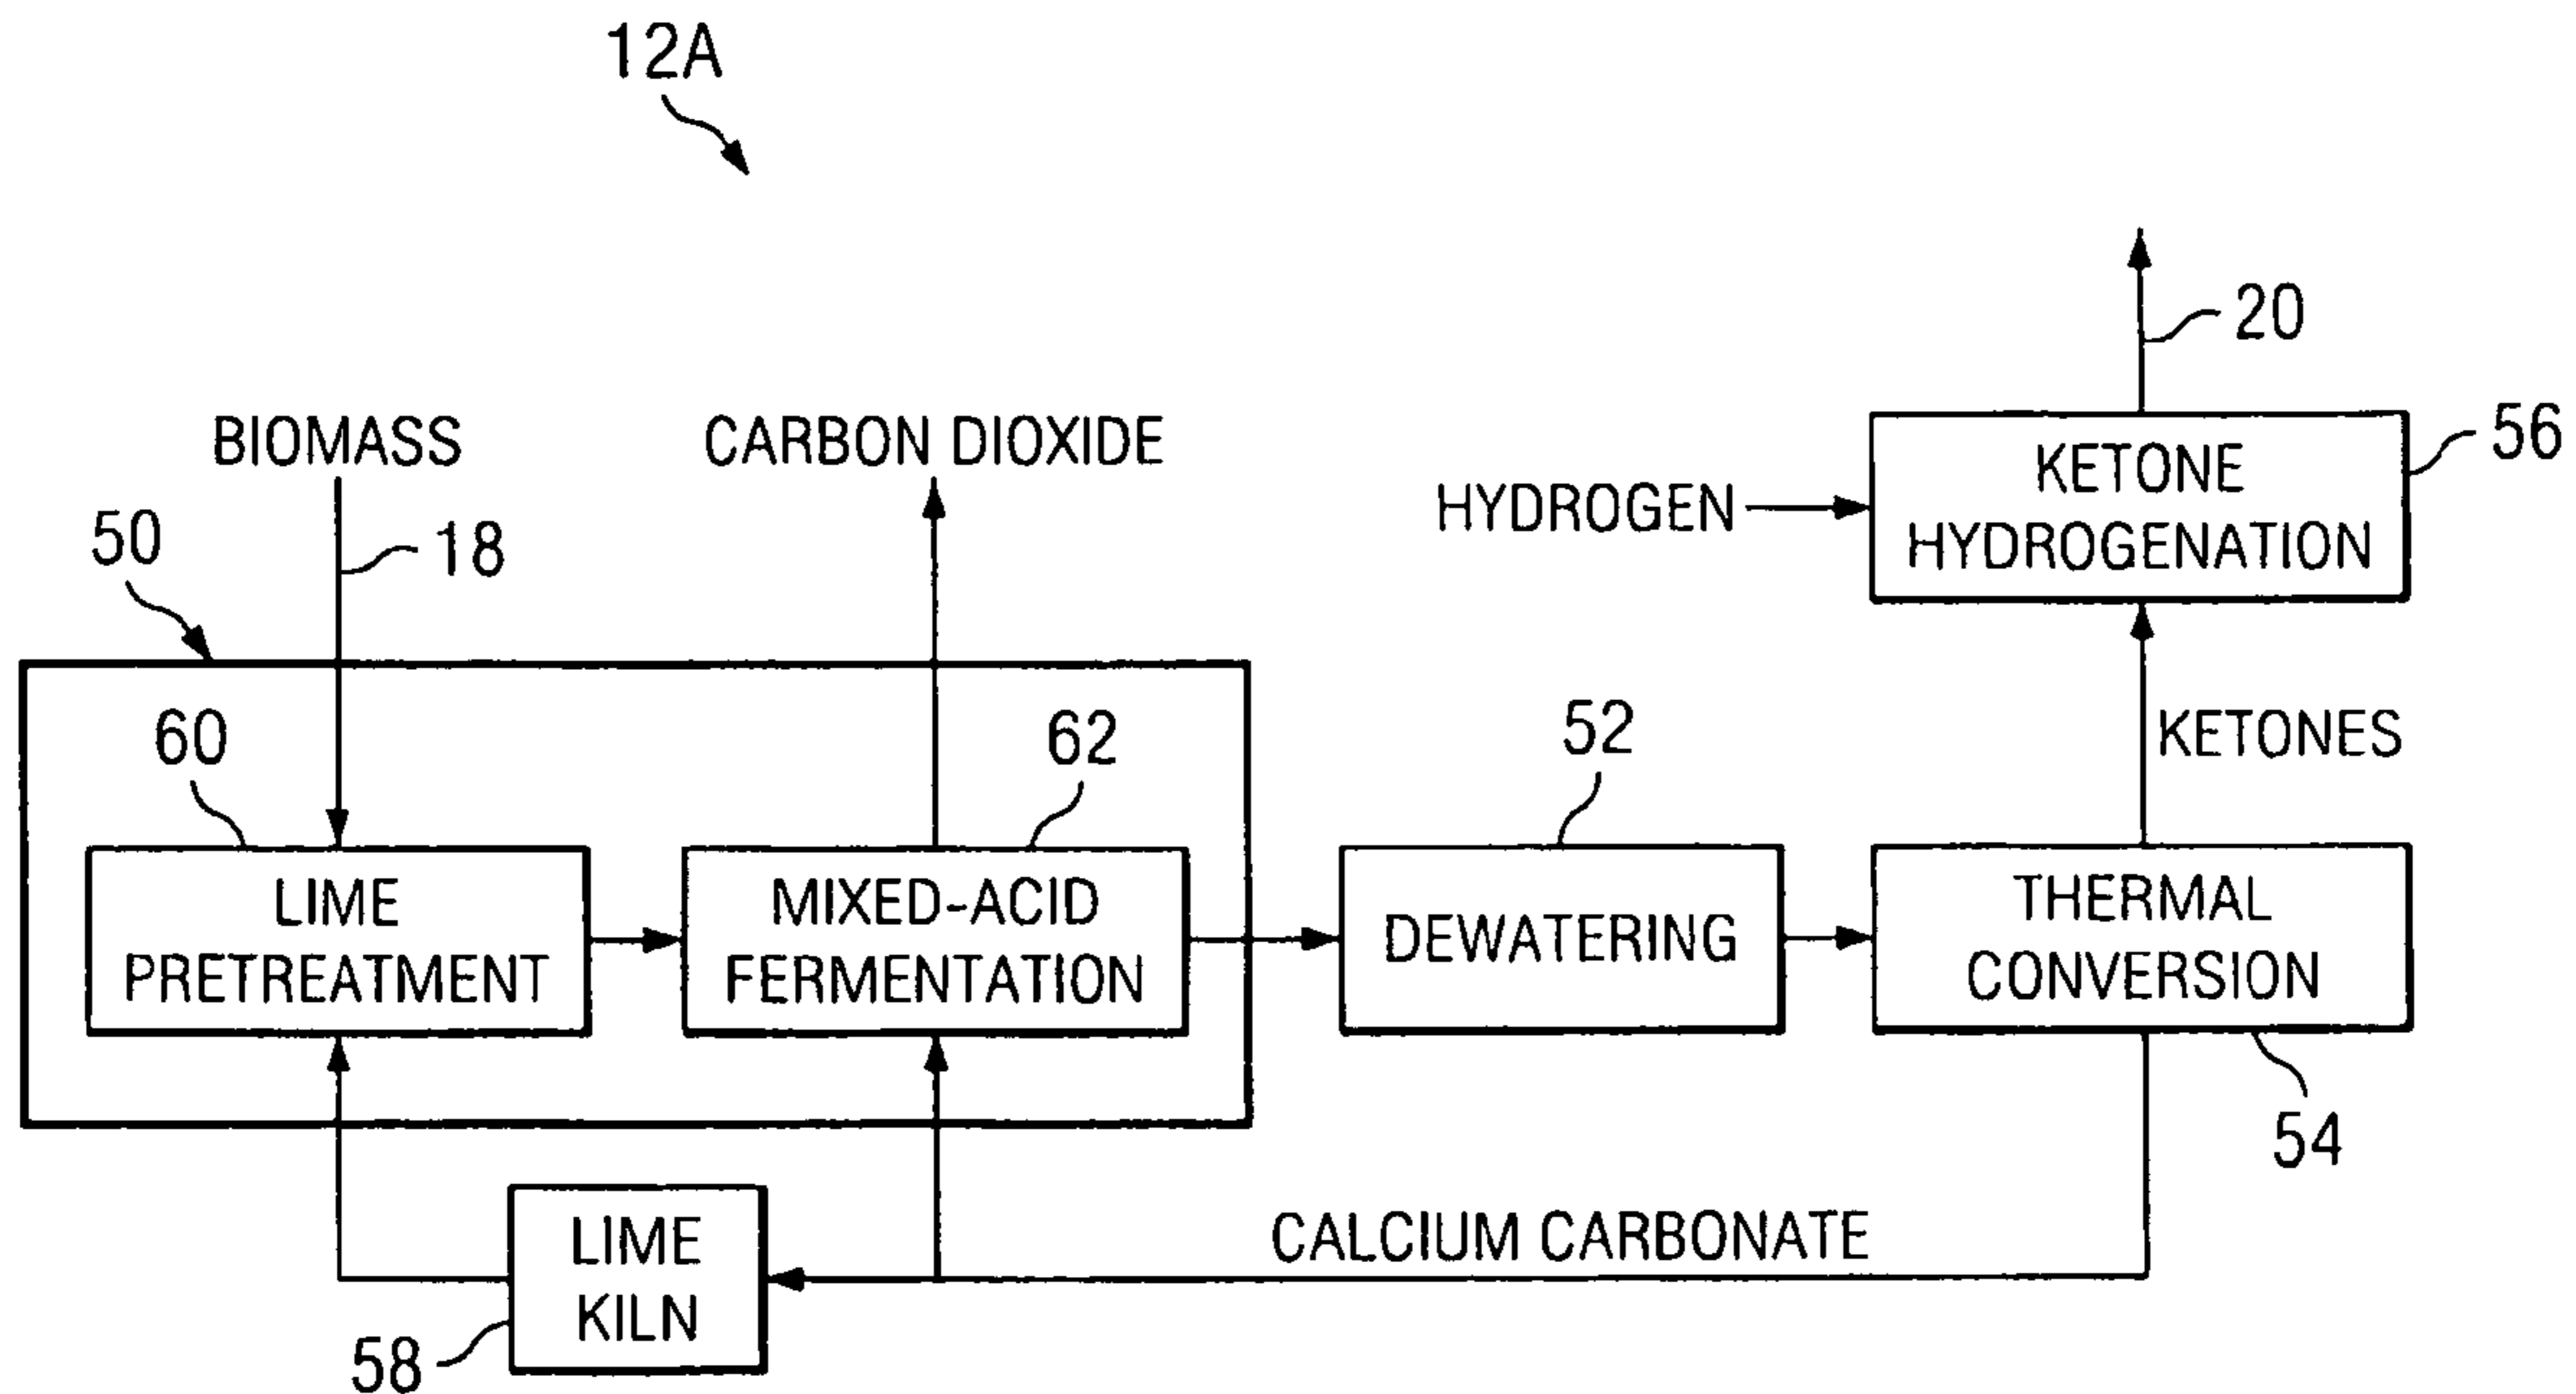 12A
20
BIOMASS
CARBON DIOXIDE
56
KETONE
HYDROGENATION
HYDROGEN
50
18
60
62
52
KETONES
LIME
PRETREATMENT
MIXED-ACID
FERMENTATION
DEWATERING
THERMAL
CONVERSION
54
CALCIUM CARBONATE
LIME
KILN
58